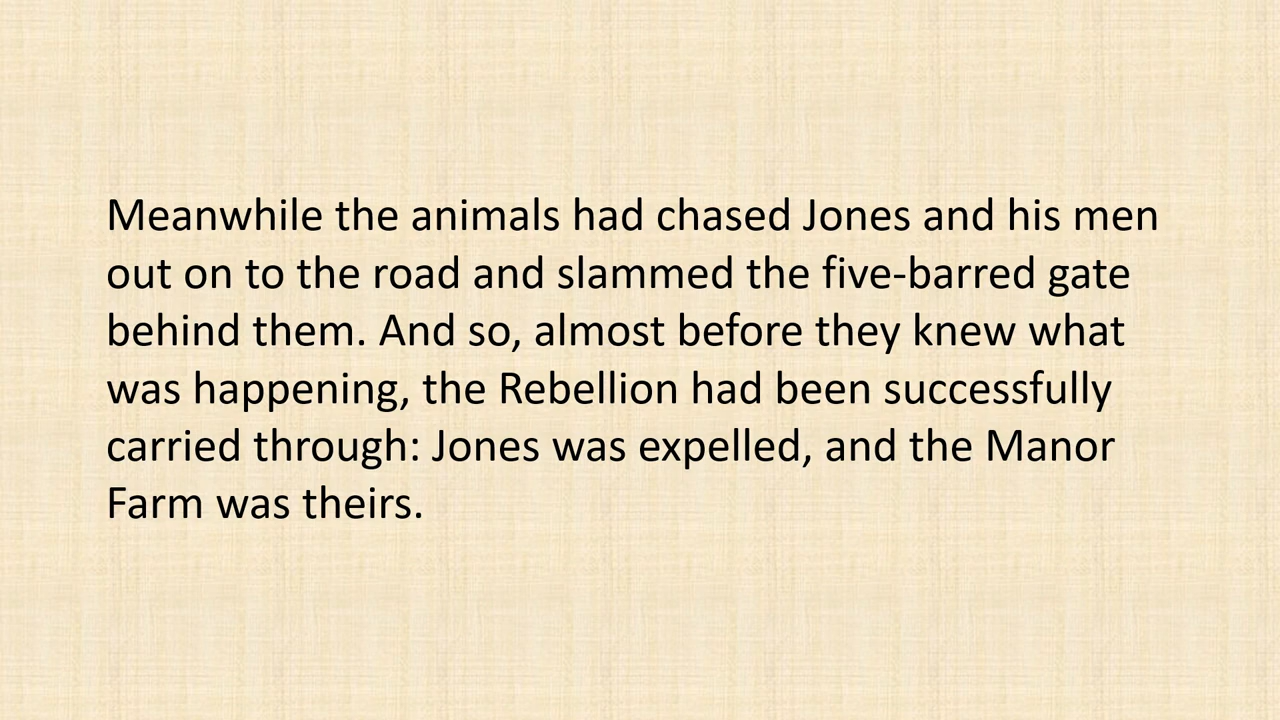 Meanwhile the animals had chased Jones and his men
out on to the road and slammed the five-barred gate
behind them. And so, almost before they knew what
was happening, the Rebellion had been successfully
carried through: Jones was expelled, and the Manor
Farm was theirs.